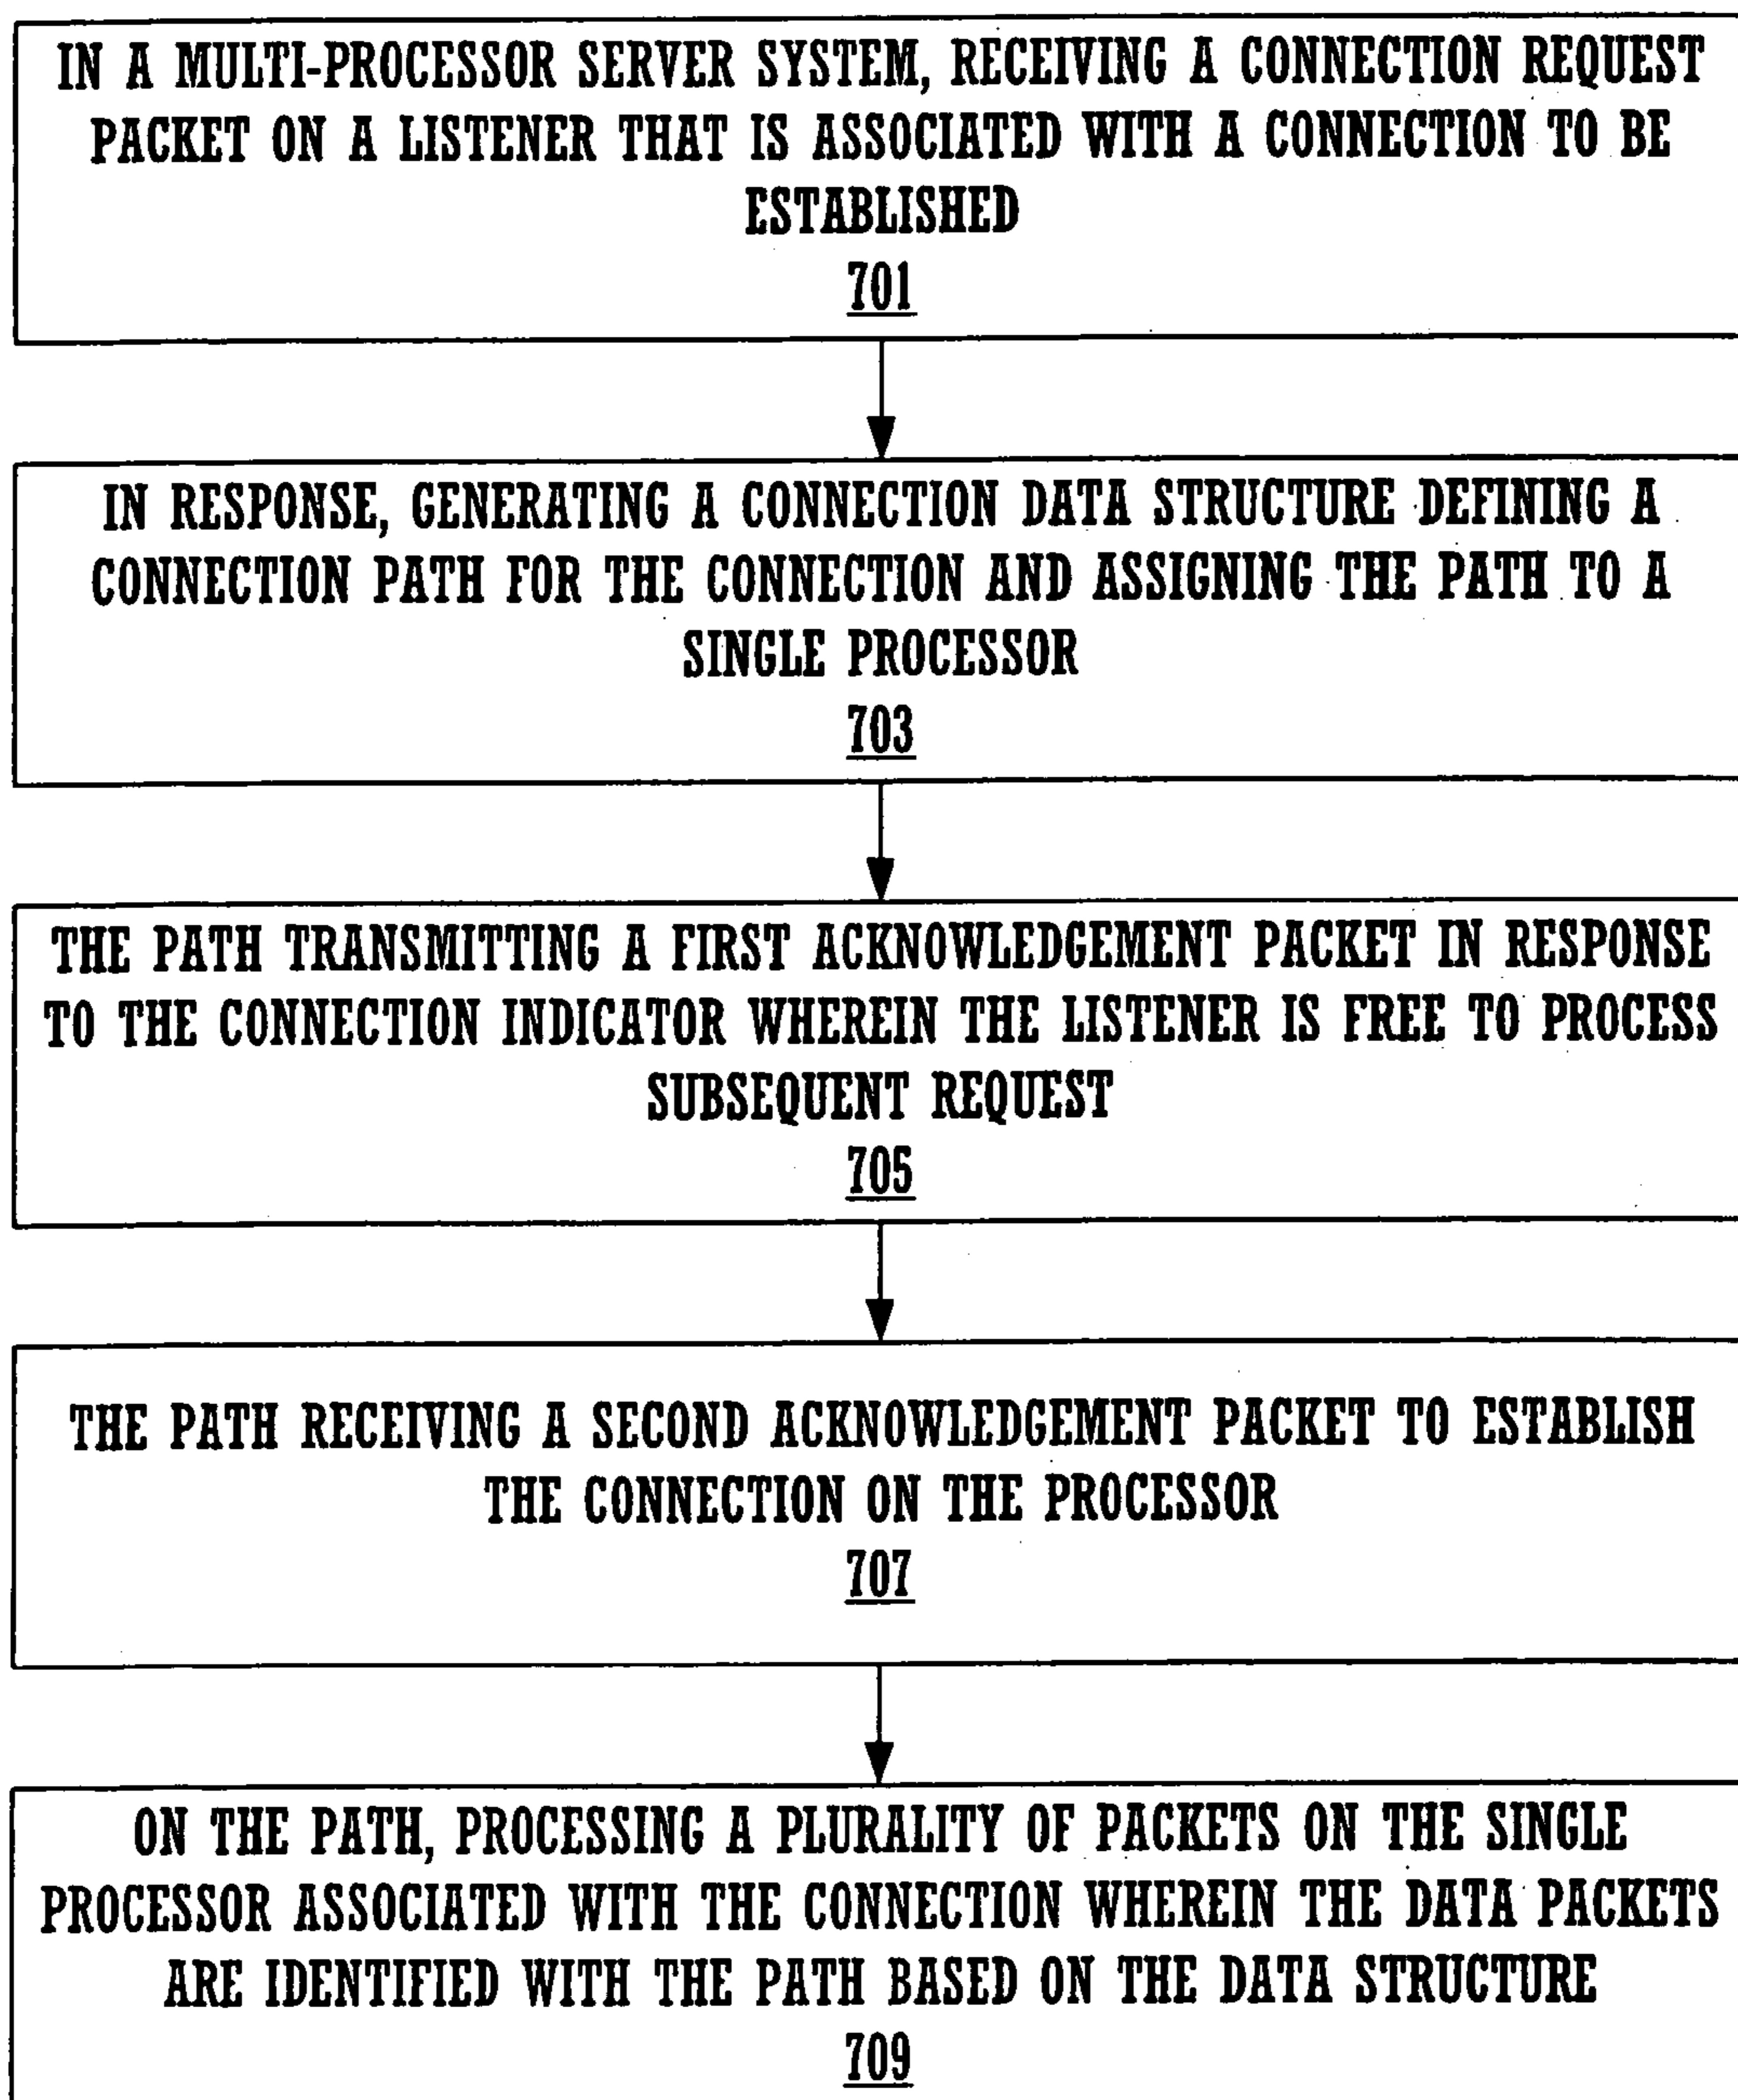 IN A MULTI-PROCESSOR SERVER SYSTEM, RECEIVING A CONNECTION REQUEST
PACKET ON A LISTENER THAT IS ASSOCIATED WITH A CONNECTION TO BE
ESTABLISHED
701
IN RESPONSE, GENERATING A CONNECTION DATA STRUCTURE DEFINING A
CONNECTION PATH FOR THE CONNECTION AND ASSIGNING THE PATH TO A
SINGLE PROCESSOR
703
THE PATH TRANSMITTING A FIRST ACKNOWLEDGEMENT PACKET IN RESPONSE
TO THE CONNECTION INDICATOR WHEREIN THE LISTENER IS FREE TO PROCESS
SUBSEQUENT REQUEST
705
THE PATH RECEIVING A SECOND ACKNOWLEDGEMENT PACKET TO ESTABLISH
THE CONNECTION ON THE PROCESSOR
707
ON THE PATH, PROCESSING A PLURALITY OF PACKETS ON THE SINGLE
PROCESSOR ASSOCIATED WITH THE CONNECTION WHEREIN THE DATA PACKETS
ARE IDENTIFIED WITH THE PATH BASED ON THE DATA STRUCTURE
709